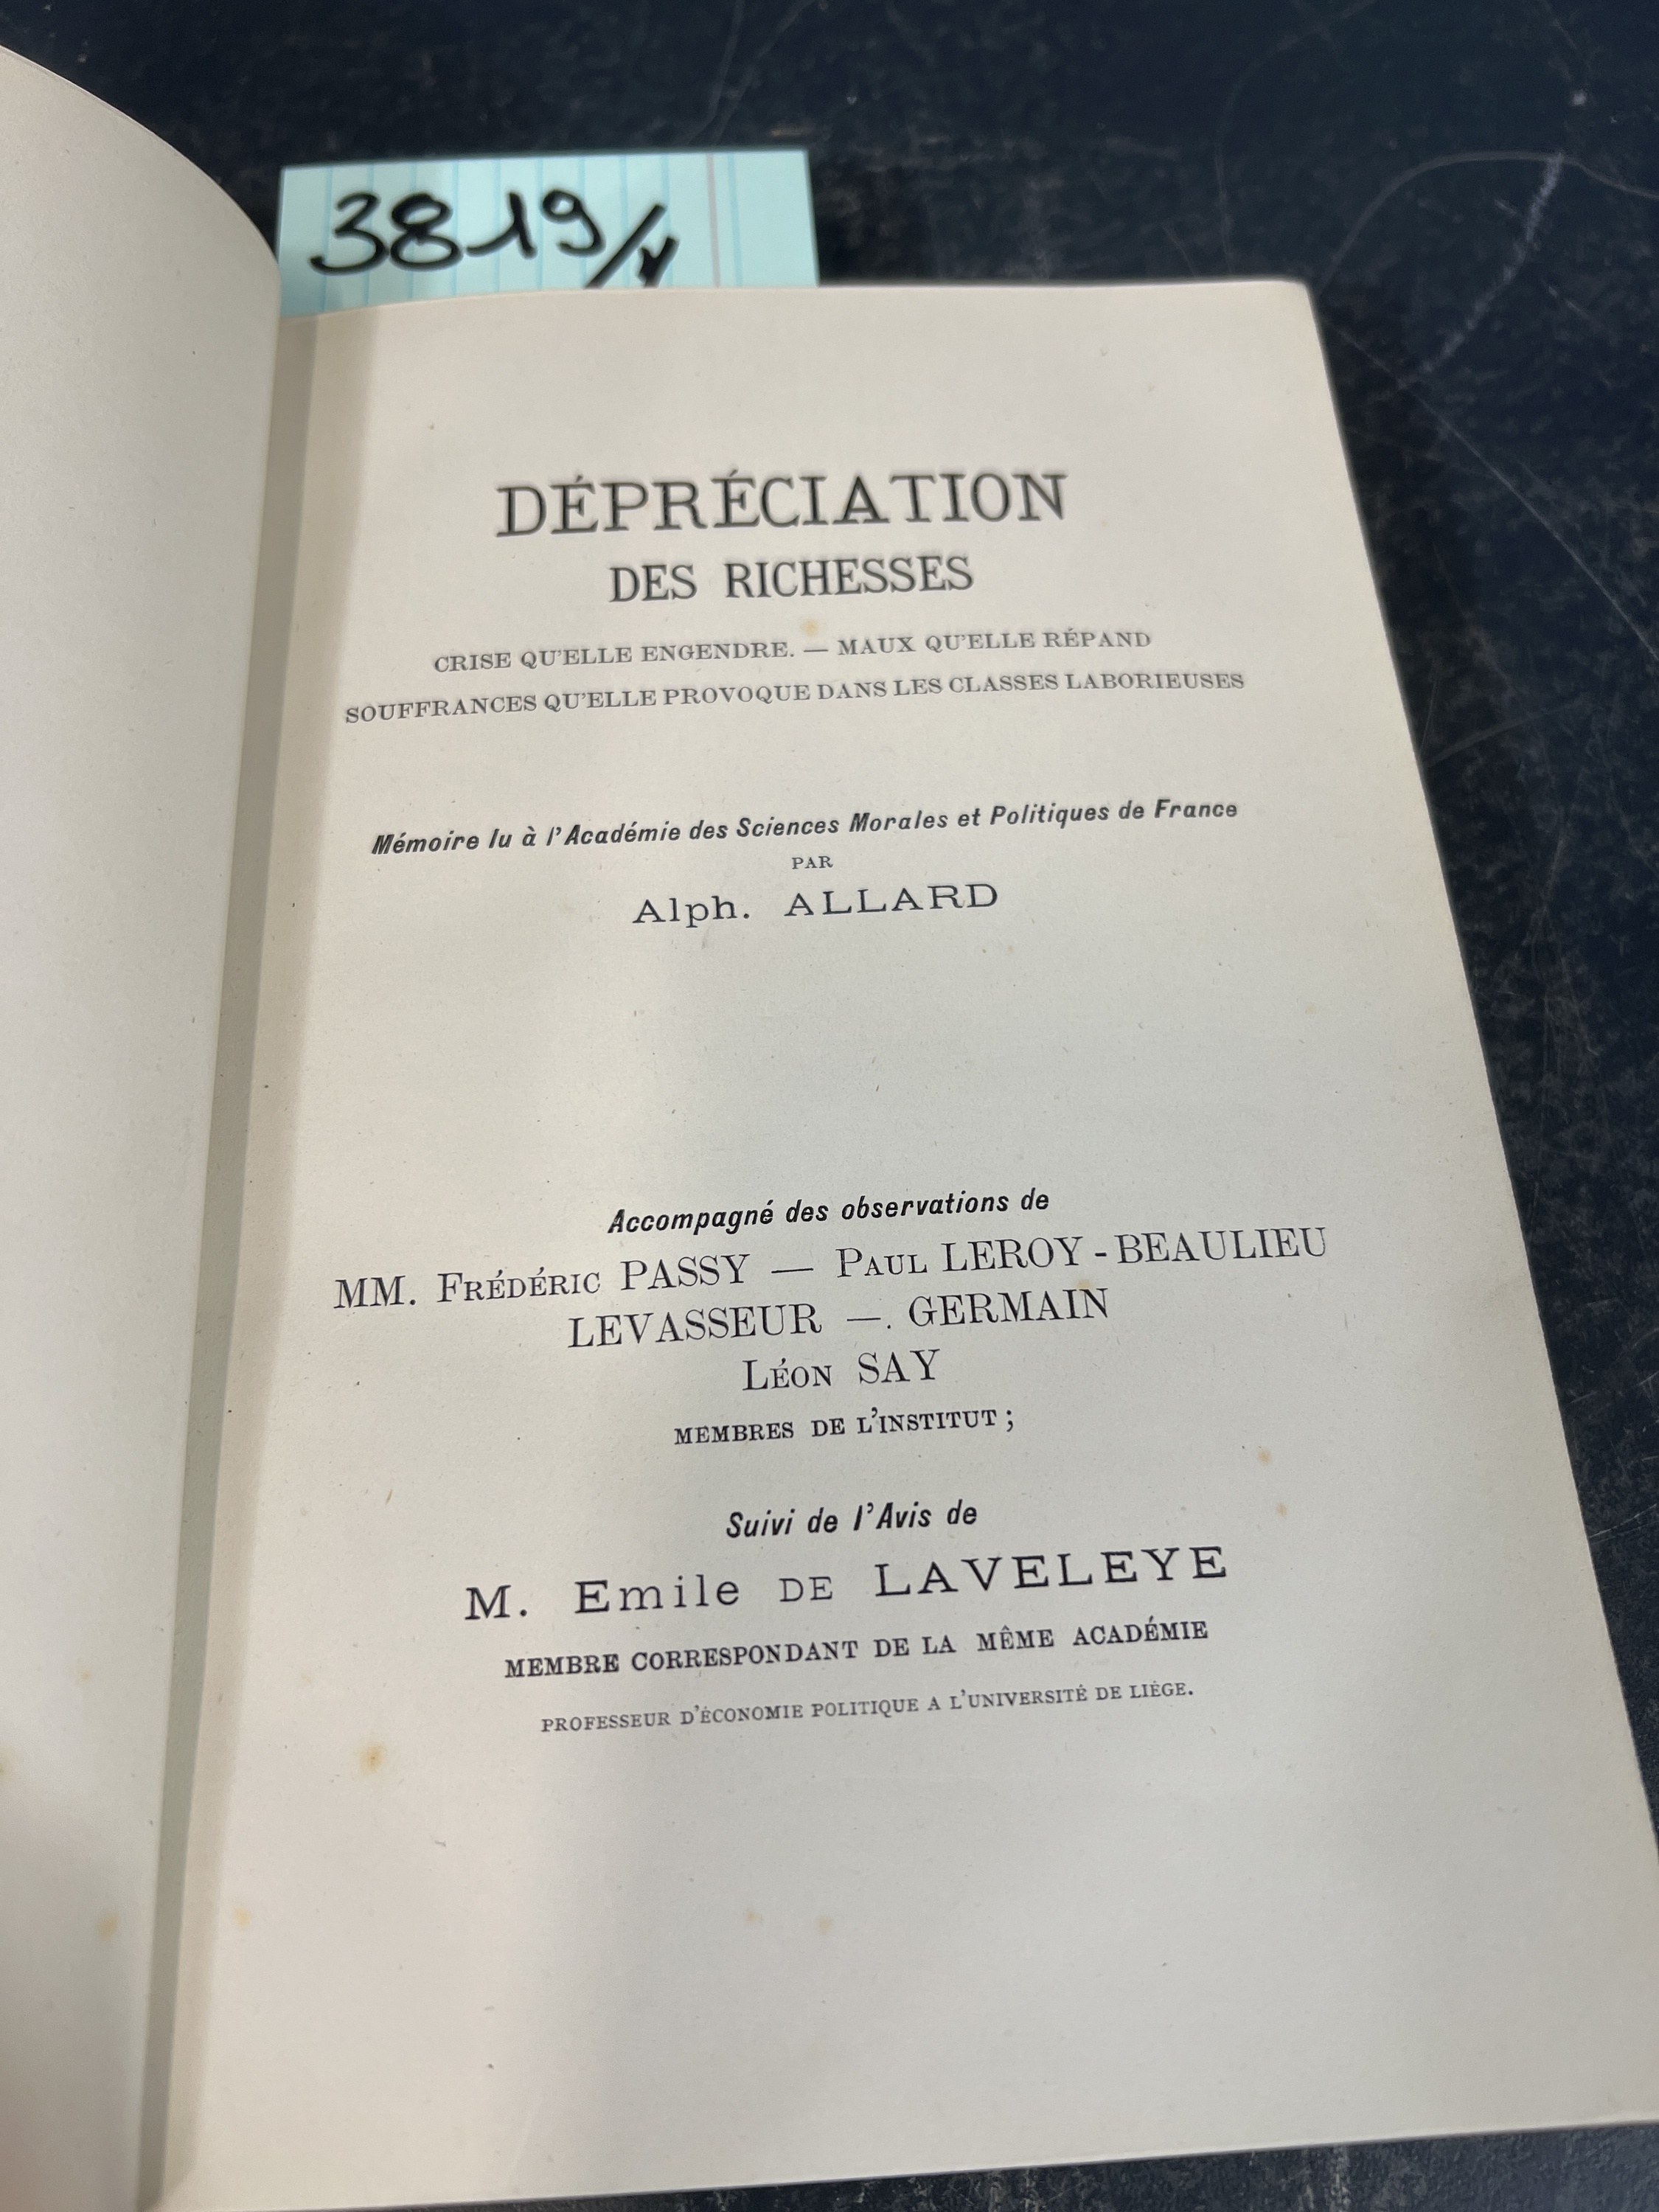 3819/
DÉPRÉCIATION
DES RICHESSES
CRISE QU'ELLE ENGENDRE. — MAUX QU'ELLE RÉPAND
SOUFFRANCES QU'ELLE PROVOQUE DANS LES CLASSES LABORIEUSES
Mémoire lu à l'Académie des Sciences Morales et Politiques de France
PAR
Alph. ALLARD
Accompagné des observations de
MM. FRÉDÉRIC PASSY — PAUL LEROY-BEAULIEU
LEVASSEUR —. GERMAIN
LÉON SAY
MEMBRES DE L'INSTITUT ;
Suivi de l'Avis de
M. Emile DE LAVELEYE
MEMBRE CORRESPONDANT DE LA MÊME ACADÉMIE
PROFESSEUR D'ÉCONOMIE POLITIQUE A L'UNIVERSITÉ DE LIÉGE.